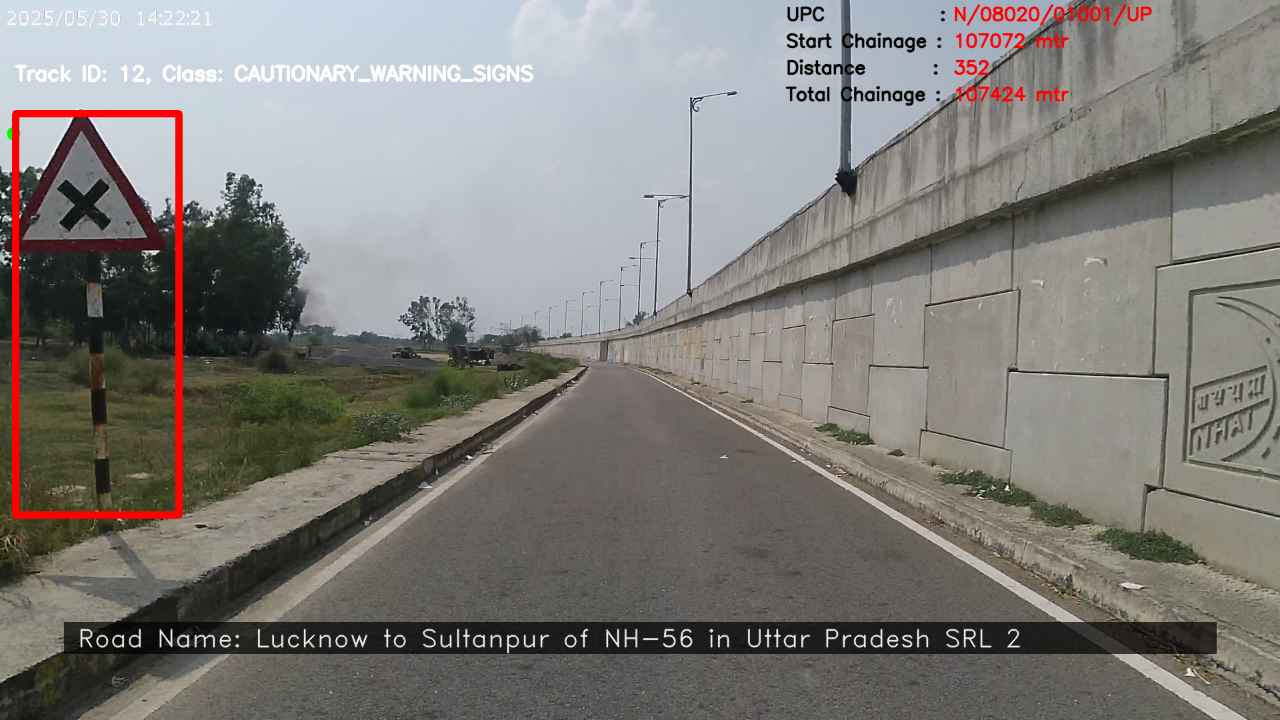 2025/05/30 14:22:21
UPC : N/08020/01001/UP
Start Chainage : 107072 mtr
Distance : 352
Total Chainage : 107424 mtr
Track ID: 12, Class: CAUTIONARY_WARNING_SIGNS
NHAI
Road Name: Lucknow to Sultanpur of NH-56 in Uttar Pradesh SRL 2